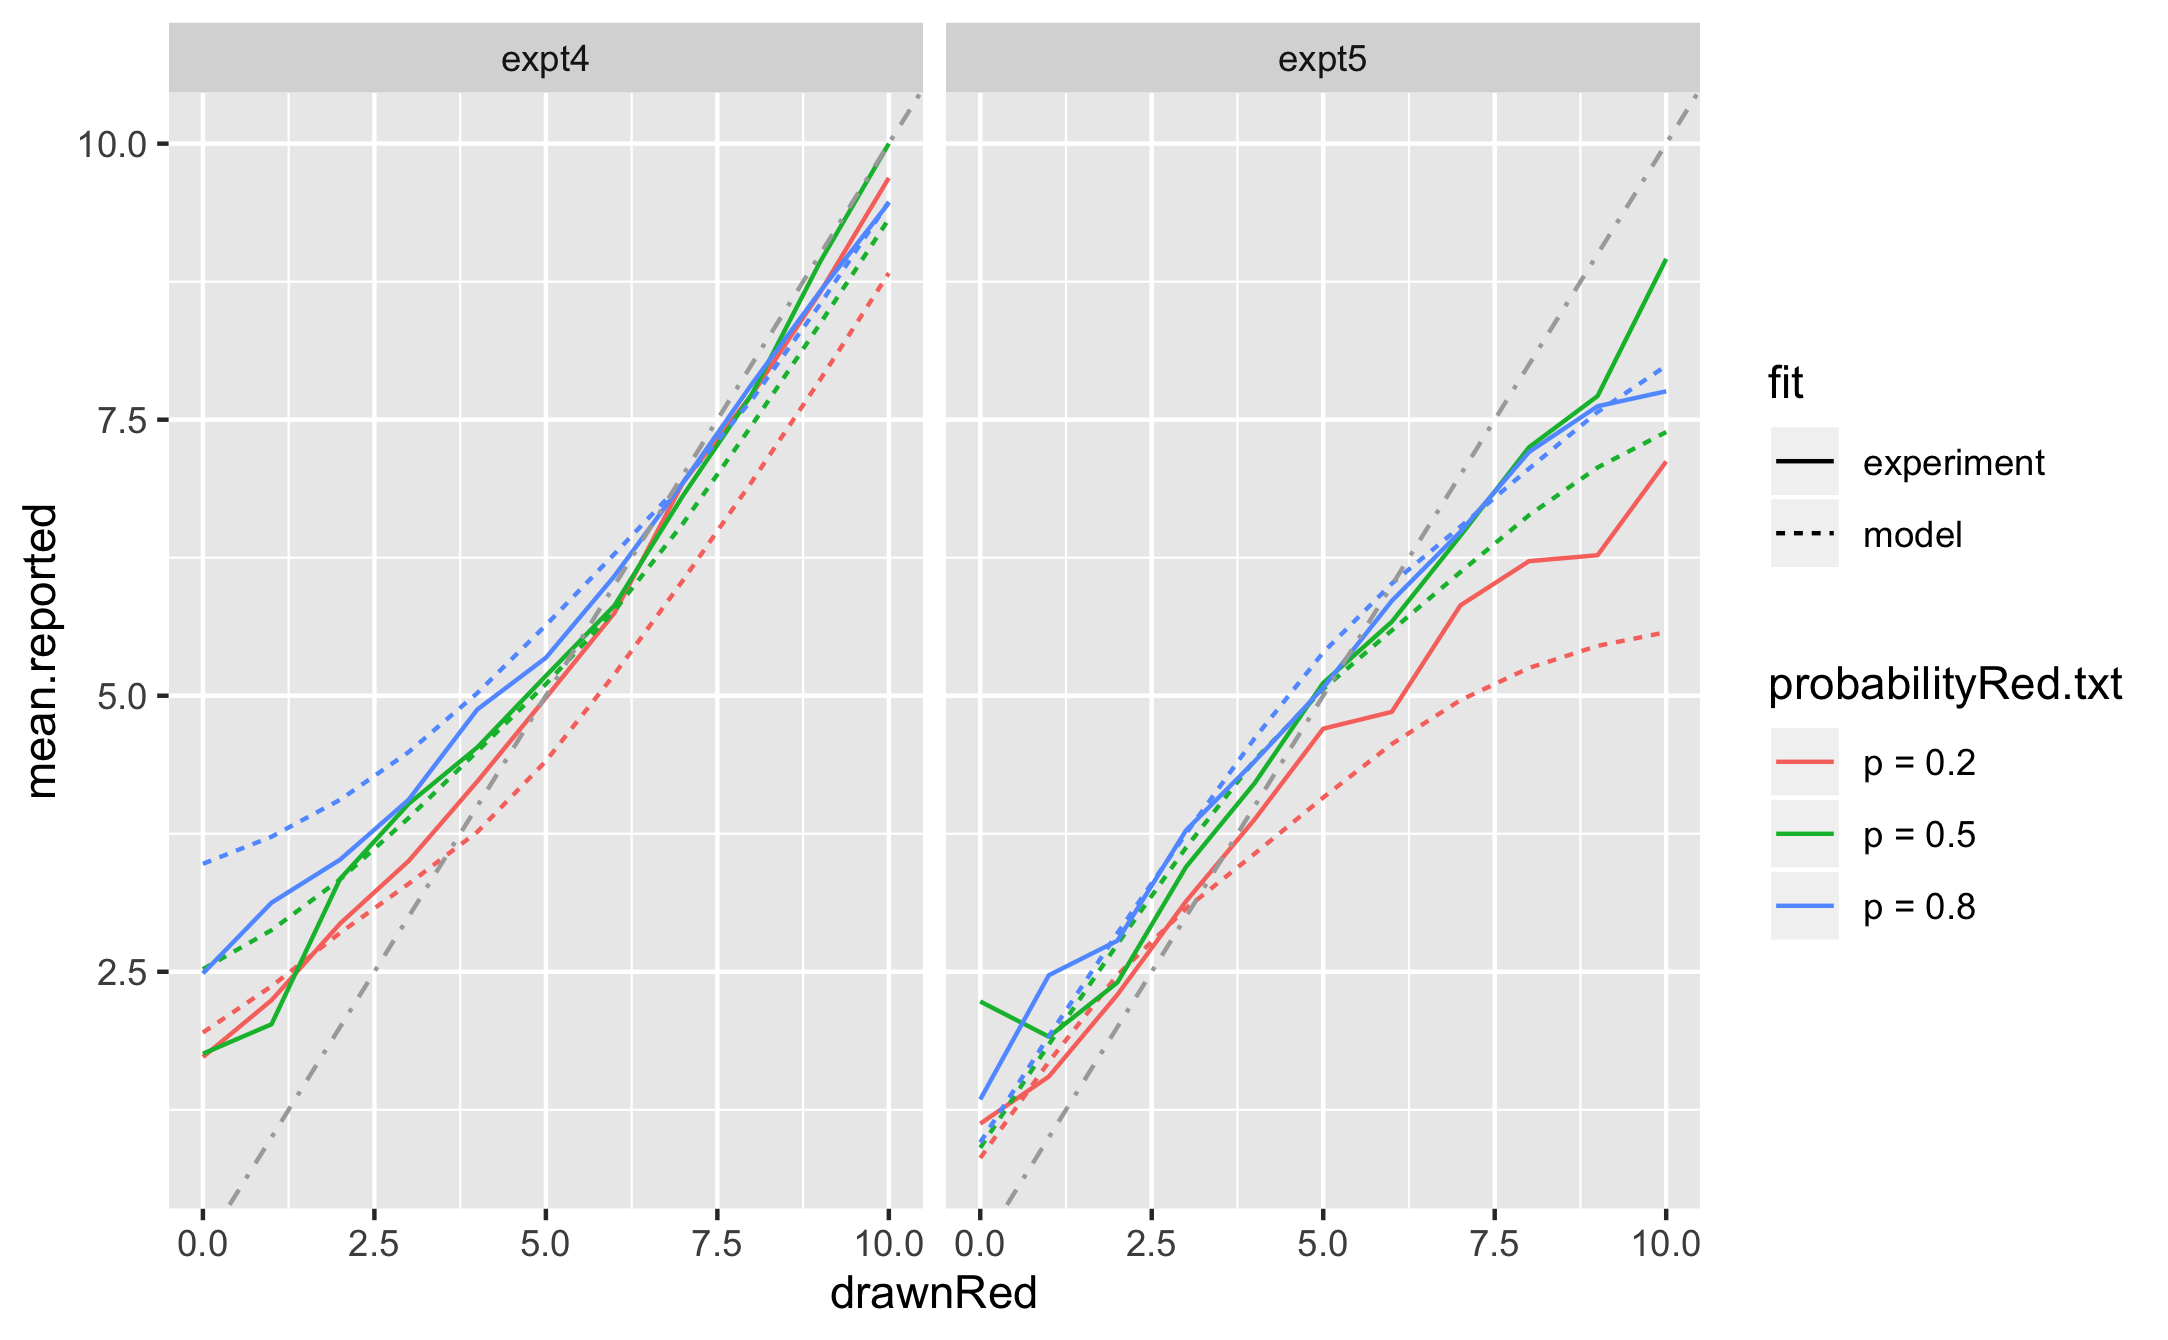 expt4
expt5
10.0
7.5
5.0
2.5
mean.reported
0.0 2.5 5.0 7.5 10.0
0.0 2.5 5.0 7.5 10.0
drawnRed
fit
experiment
model
probabilityRed.txt
p = 0.2
p = 0.5
p = 0.8